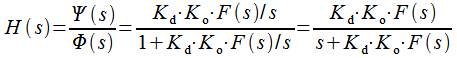 H(s) = Ψ(s)/Φ(s) = (K_d·K_o·F(s)/s)/(1+K_d·K_o·F(s)/s) = (K_d·K_o·F(s))/(s+K_d·K_o·F(s))